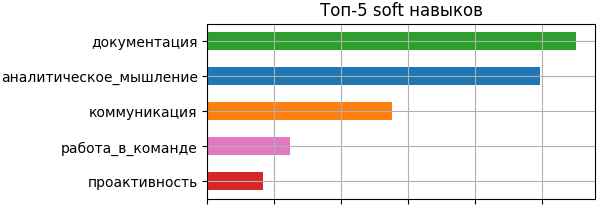 Топ-5 soft навыков
документация
аналитическое_мышление
коммуникация
работа_в_команде
проактивность